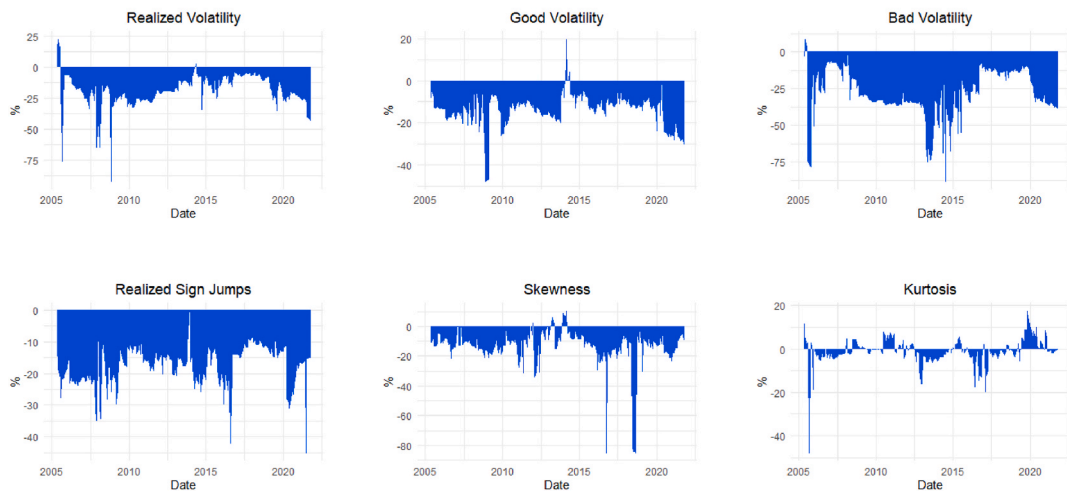 Realized Volatility
25
0
-25
-50
-75
%
2005 2010 2015 2020
Date
Good Volatility
20
0
-20
-40
%
2005 2010 2015 2020
Date
Bad Volatility
0
-25
-50
-75
%
2005 2010 2015 2020
Date
Realized Sign Jumps
0
-10
-20
-30
-40
%
2005 2010 2015 2020
Date
Skewness
0
-20
-40
-60
-80
%
2005 2010 2015 2020
Date
Kurtosis
20
0
-20
-40
%
2005 2010 2015 2020
Date